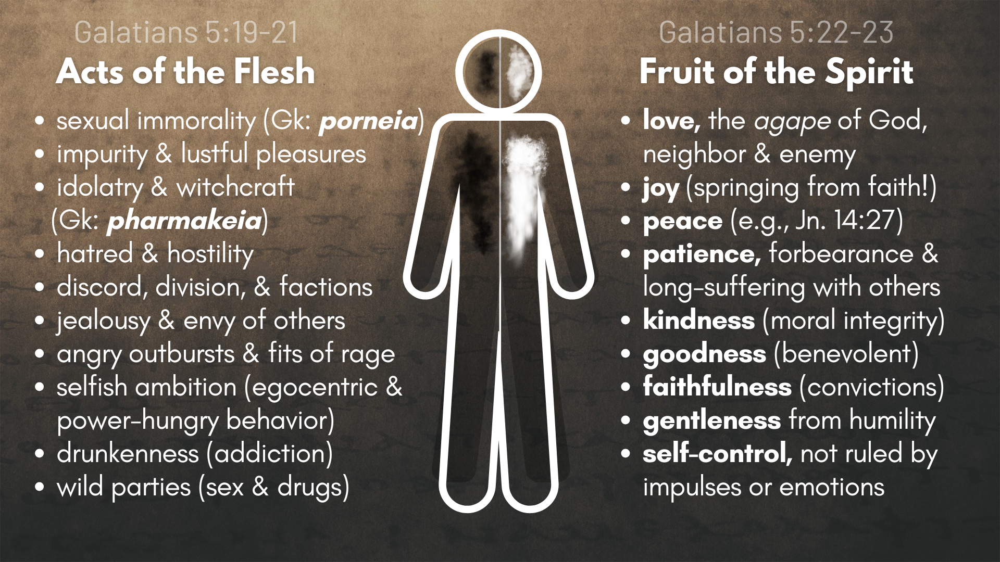 Galatians 5:19-21
Acts of the Flesh
• sexual immorality (Gk: porneia)
• impurity & lustful pleasures
• idolatry & witchcraft
(Gk: pharmakeia)
• hatred & hostility
• discord, division, & factions
• jealousy & envy of others
• angry outbursts & fits of rage
• selfish ambition (egocentric &
power-hungry behavior)
• drunkenness (addiction)
• wild parties (sex & drugs)
Galatians 5:22-23
Fruit of the Spirit
• love, the agape of God,
neighbor & enemy
• joy (springing from faith!)
• peace (e.g., Jn. 14:27)
• patience, forbearance &
long-suffering with others
• kindness (moral integrity)
• goodness (benevolent)
• faithfulness (convictions)
• gentleness from humility
• self-control, not ruled by
impulses or emotions